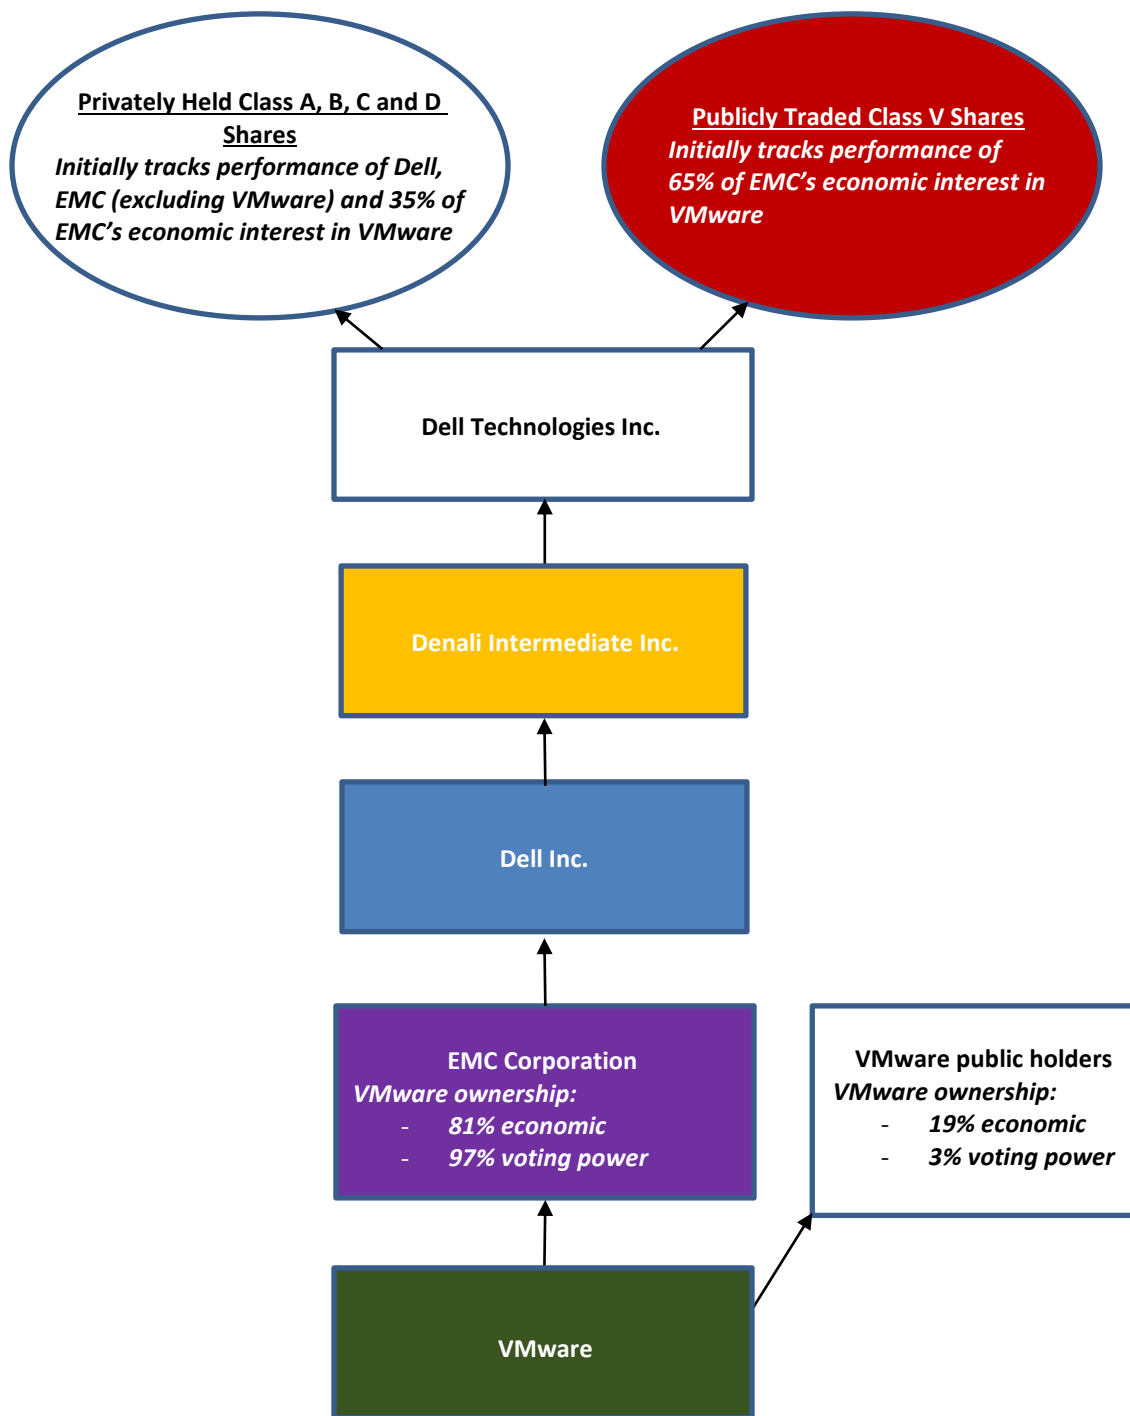 Privately Held Class A, B, C and D
Shares
Initially tracks performance of Dell,
EMC (excluding VMware) and 35% of
EMC’s economic interest in VMware
Publicly Traded Class V Shares
Initially tracks performance of
65% of EMC’s economic interest in
VMware
Dell Technologies Inc.
Denali Intermediate Inc.
Dell Inc.
EMC Corporation
VMware ownership:
- 81% economic
- 97% voting power
VMware public holders
VMware ownership:
- 19% economic
- 3% voting power
VMware